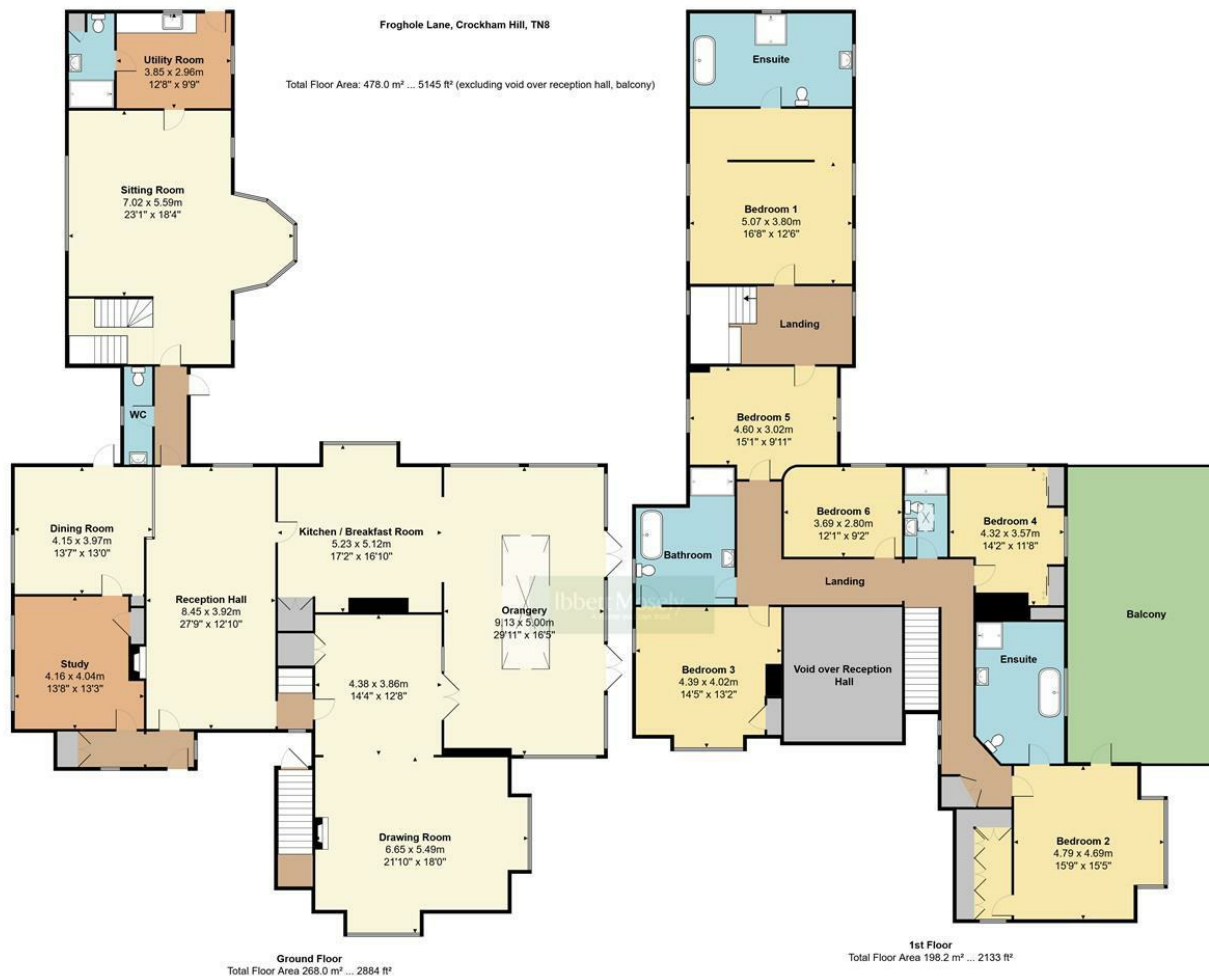 Froghole Lane, Crockham Hill, TN8
Total Floor Area: 478.0 m² ... 5145 ft² (excluding void over reception hall, balcony)
Utility Room
3.85 x 2.96m
12'8" x 9'9"
Sitting Room
7.02 x 5.59m
23'1" x 18'4"
WC
Dining Room
4.15 x 3.97m
13'7" x 13'0"
Reception Hall
8.45 x 3.92m
27'9" x 12'10"
Kitchen / Breakfast Room
5.23 x 5.12m
17'2" x 16'10"
Orangery
9.13 x 5.00m
29'11" x 16'5"
Study
4.16 x 4.04m
13'8" x 13'3"
4.38 x 3.86m
14'4" x 12'8"
Drawing Room
6.65 x 5.49m
21'10" x 18'0"
Ground Floor
Total Floor Area 268.0 m² ... 2884 ft²
Ensuite
Bedroom 1
5.07 x 3.80m
16'8" x 12'6"
Landing
Bedroom 5
4.60 x 3.02m
15'1" x 9'11"
Bedroom 6
3.69 x 2.80m
12'1" x 9'2"
Bedroom 4
4.32 x 3.57m
14'2" x 11'8"
Bathroom
Landing
Balcony
Bedroom 3
4.39 x 4.02m
14'5" x 13'2"
Void over Reception
Hall
Ensuite
Bedroom 2
4.79 x 4.69m
15'9" x 15'5"
1st Floor
Total Floor Area 198.2 m² ... 2133 ft²
Ibbett Mosely